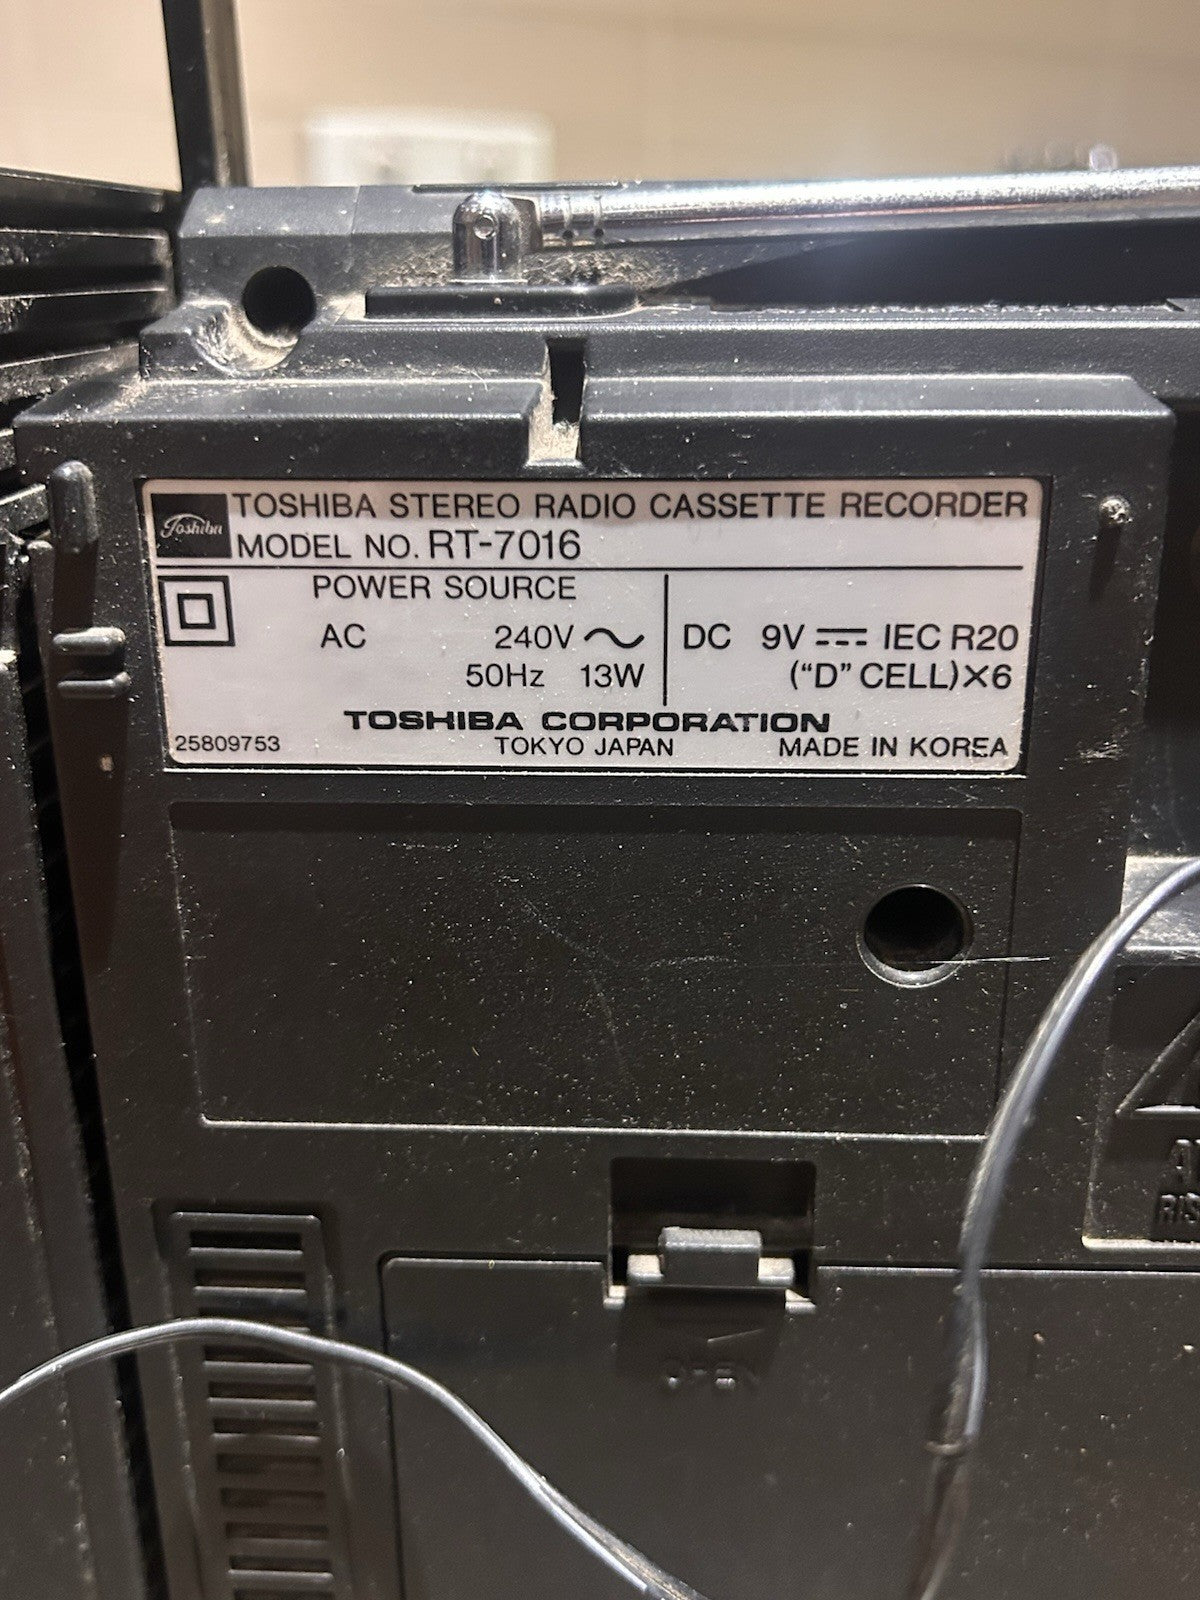 Toshiba
TOSHIBA STEREO RADIO CASSETTE RECORDER
MODEL NO. RT-7016
POWER SOURCE
AC 240V ~ DC 9V ⎓ IEC R20
50Hz 13W ("D" CELL)×6
TOSHIBA CORPORATION
25809753 TOKYO JAPAN MADE IN KOREA
OPEN